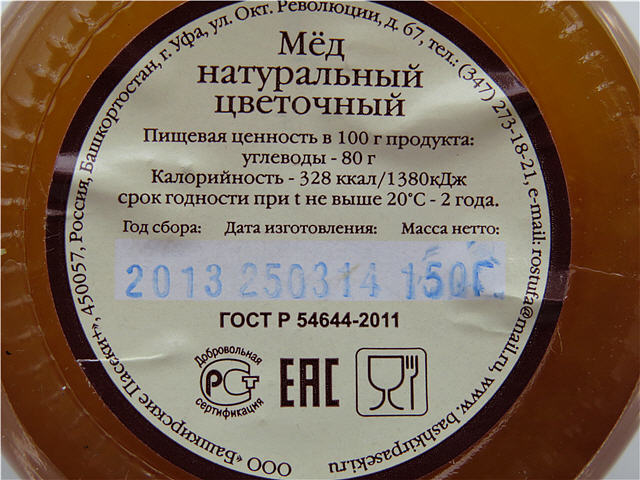 ООО «Башкирские Пасеки+», 450057, Россия, Башкортостан, г. Уфа, ул. Окт. Революции, д. 67, тел.: (347) 273-18-21, e-mail: rostufa@mail.ru, www.bashkirpaseki.ru
Мёд
натуральный
цветочный
Пищевая ценность в 100 г продукта:
углеводы - 80 г
Калорийность - 328 ккал/1380кДж
срок годности при t не выше 20°С - 2 года.
Год сбора: Дата изготовления: Масса нетто:
2013 250314 150Г.
ГОСТ Р 54644-2011
Добровольная
РСТ
сертификация
ЕАС